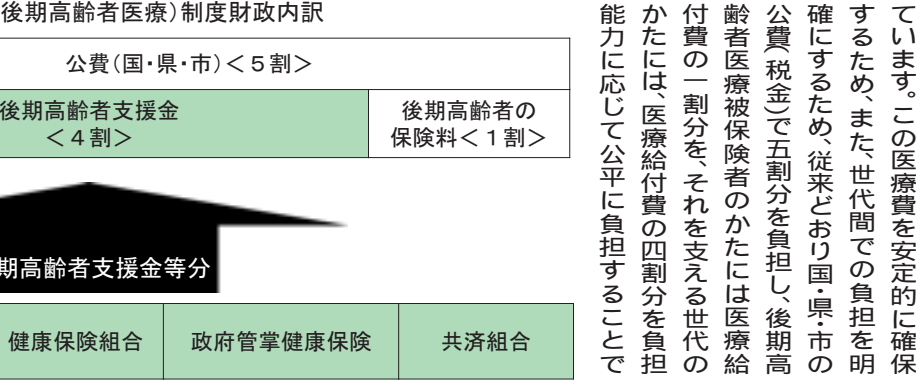 後期高齢者医療)制度財政内訳
公費(国・県・市)<5割>
後期高齢者支援金
<4割>
後期高齢者の
保険料<1割>
期高齢者支援金等分
健康保険組合
政府管掌健康保険
共済組合
ています。この医療費を安定的に確保
するため、また、世代間での負担を明
確にするため、従来どおり国・県・市の
公費(税金)で五割分を負担し、後期高
齢者医療被保険者のかたには医療給
付費の一割分を、それを支える世代の
かたには、医療給付費の四割分を負担
能力に応じて公平に負担することで